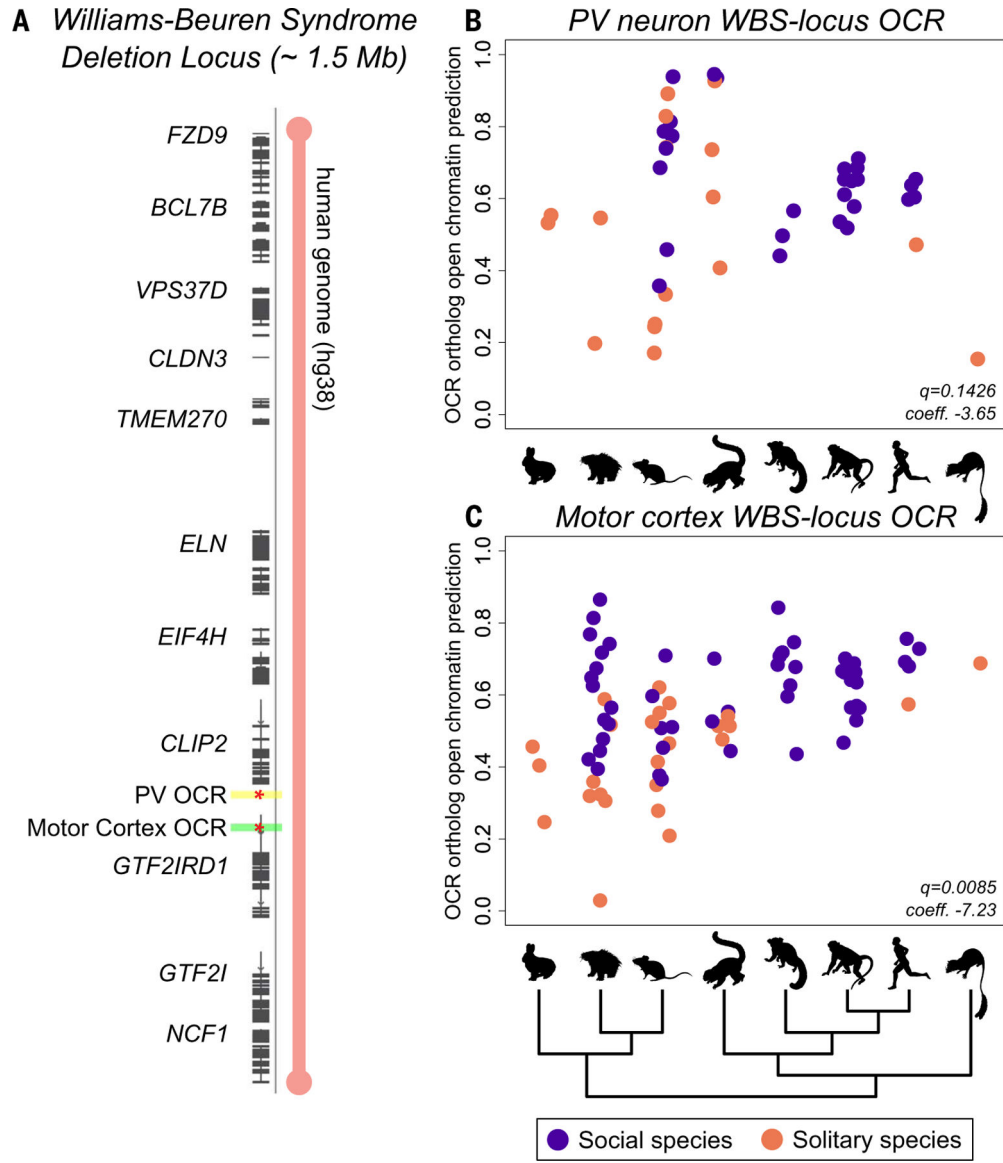 A Williams-Beuren Syndrome
Deletion Locus (~ 1.5 Mb)
FZD9
BCL7B
VPS37D
CLDN3
TMEM270
ELN
EIF4H
CLIP2
PV OCR
*
Motor Cortex OCR
*
GTF2IRD1
GTF2I
NCF1
human genome (hg38)
B PV neuron WBS-locus OCR
OCR ortholog open chromatin prediction
1.0
0.8
0.6
0.4
0.2
0.0
q=0.1426
coeff. -3.65
C Motor cortex WBS-locus OCR
OCR ortholog open chromatin prediction
1.0
0.8
0.6
0.4
0.2
0.0
q=0.0085
coeff. -7.23
Social species
Solitary species